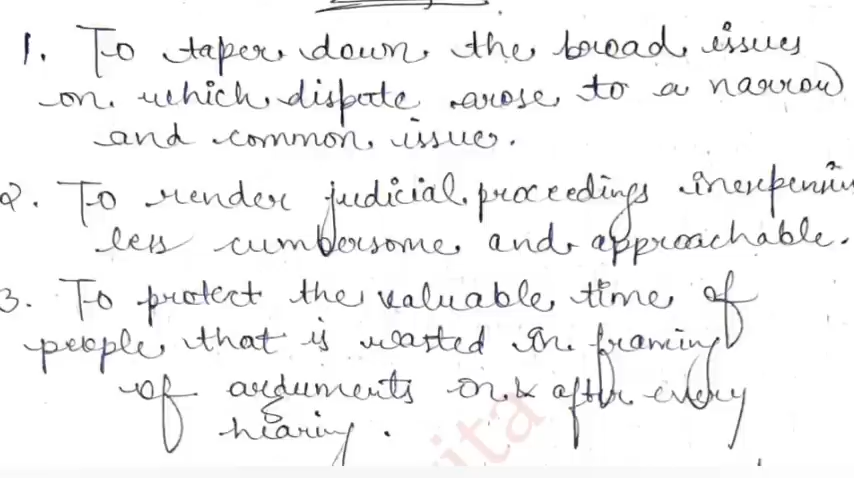 1. To taper down the broad issues
on which dispute arose to a narrow
and common issue.
2. To render judicial proceedings inexpensiv
less cumbersome and approachable.
3. To protect the valuable time of
people that is wasted in framing
of arguments on & after every
hearing.